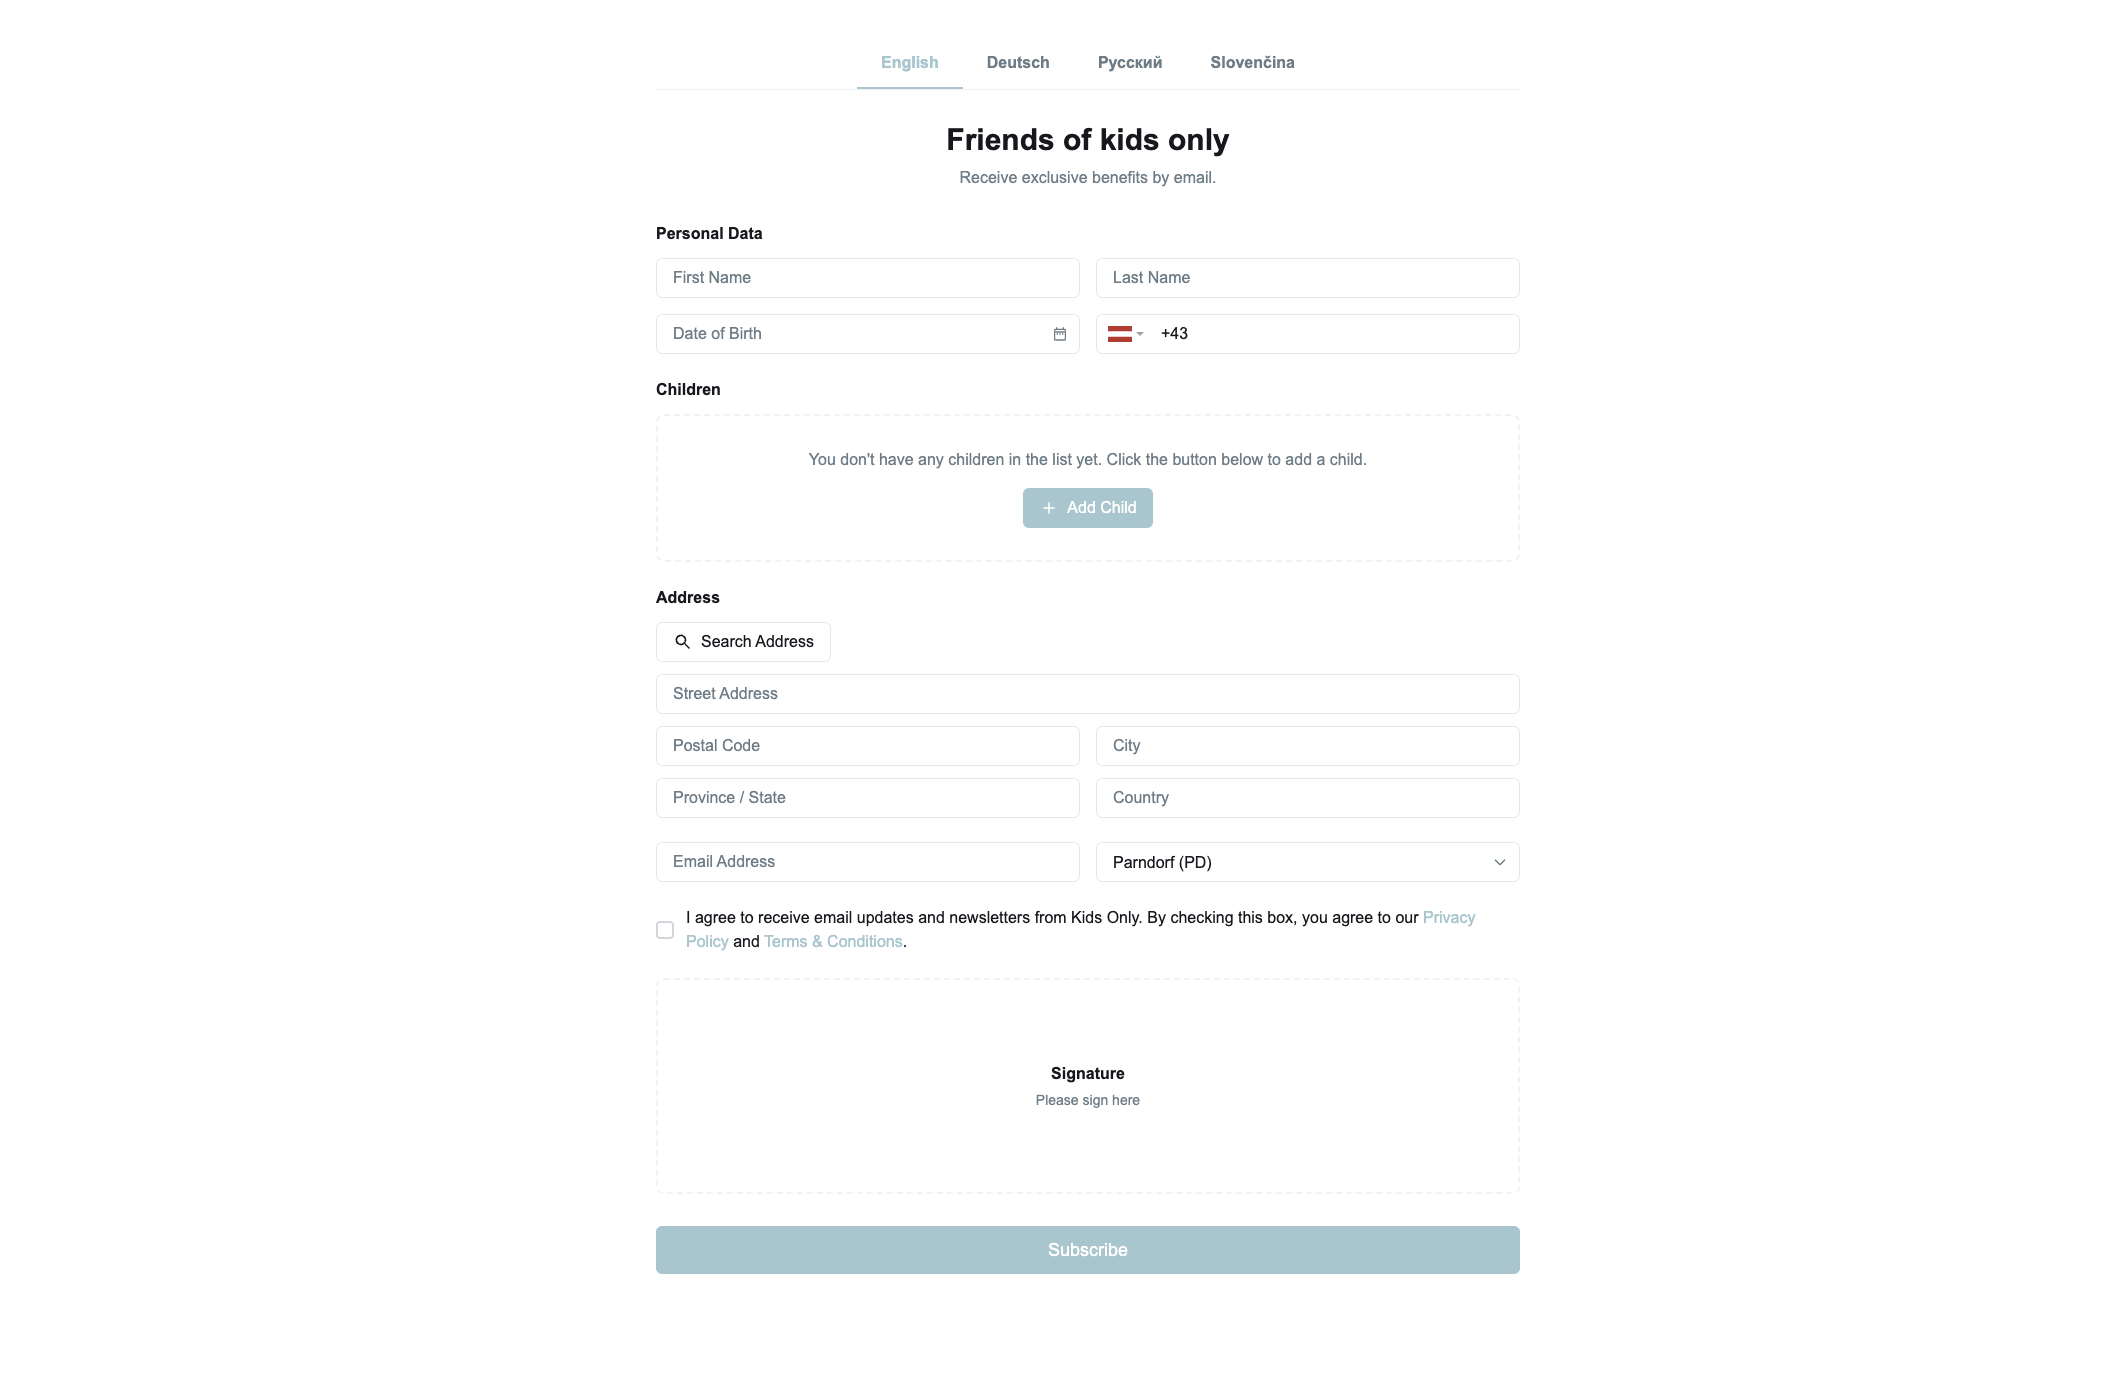 English Deutsch Русский Slovenčina
Friends of kids only
Receive exclusive benefits by email.
Personal Data
First Name Last Name
Date of Birth +43
Children
You don't have any children in the list yet. Click the button below to add a child.
Add Child
Address
Search Address
Street Address
Postal Code City
Province / State Country
Email Address Parndorf (PD)
I agree to receive email updates and newsletters from Kids Only. By checking this box, you agree to our Privacy
Policy and Terms & Conditions.
Signature
Please sign here
Subscribe